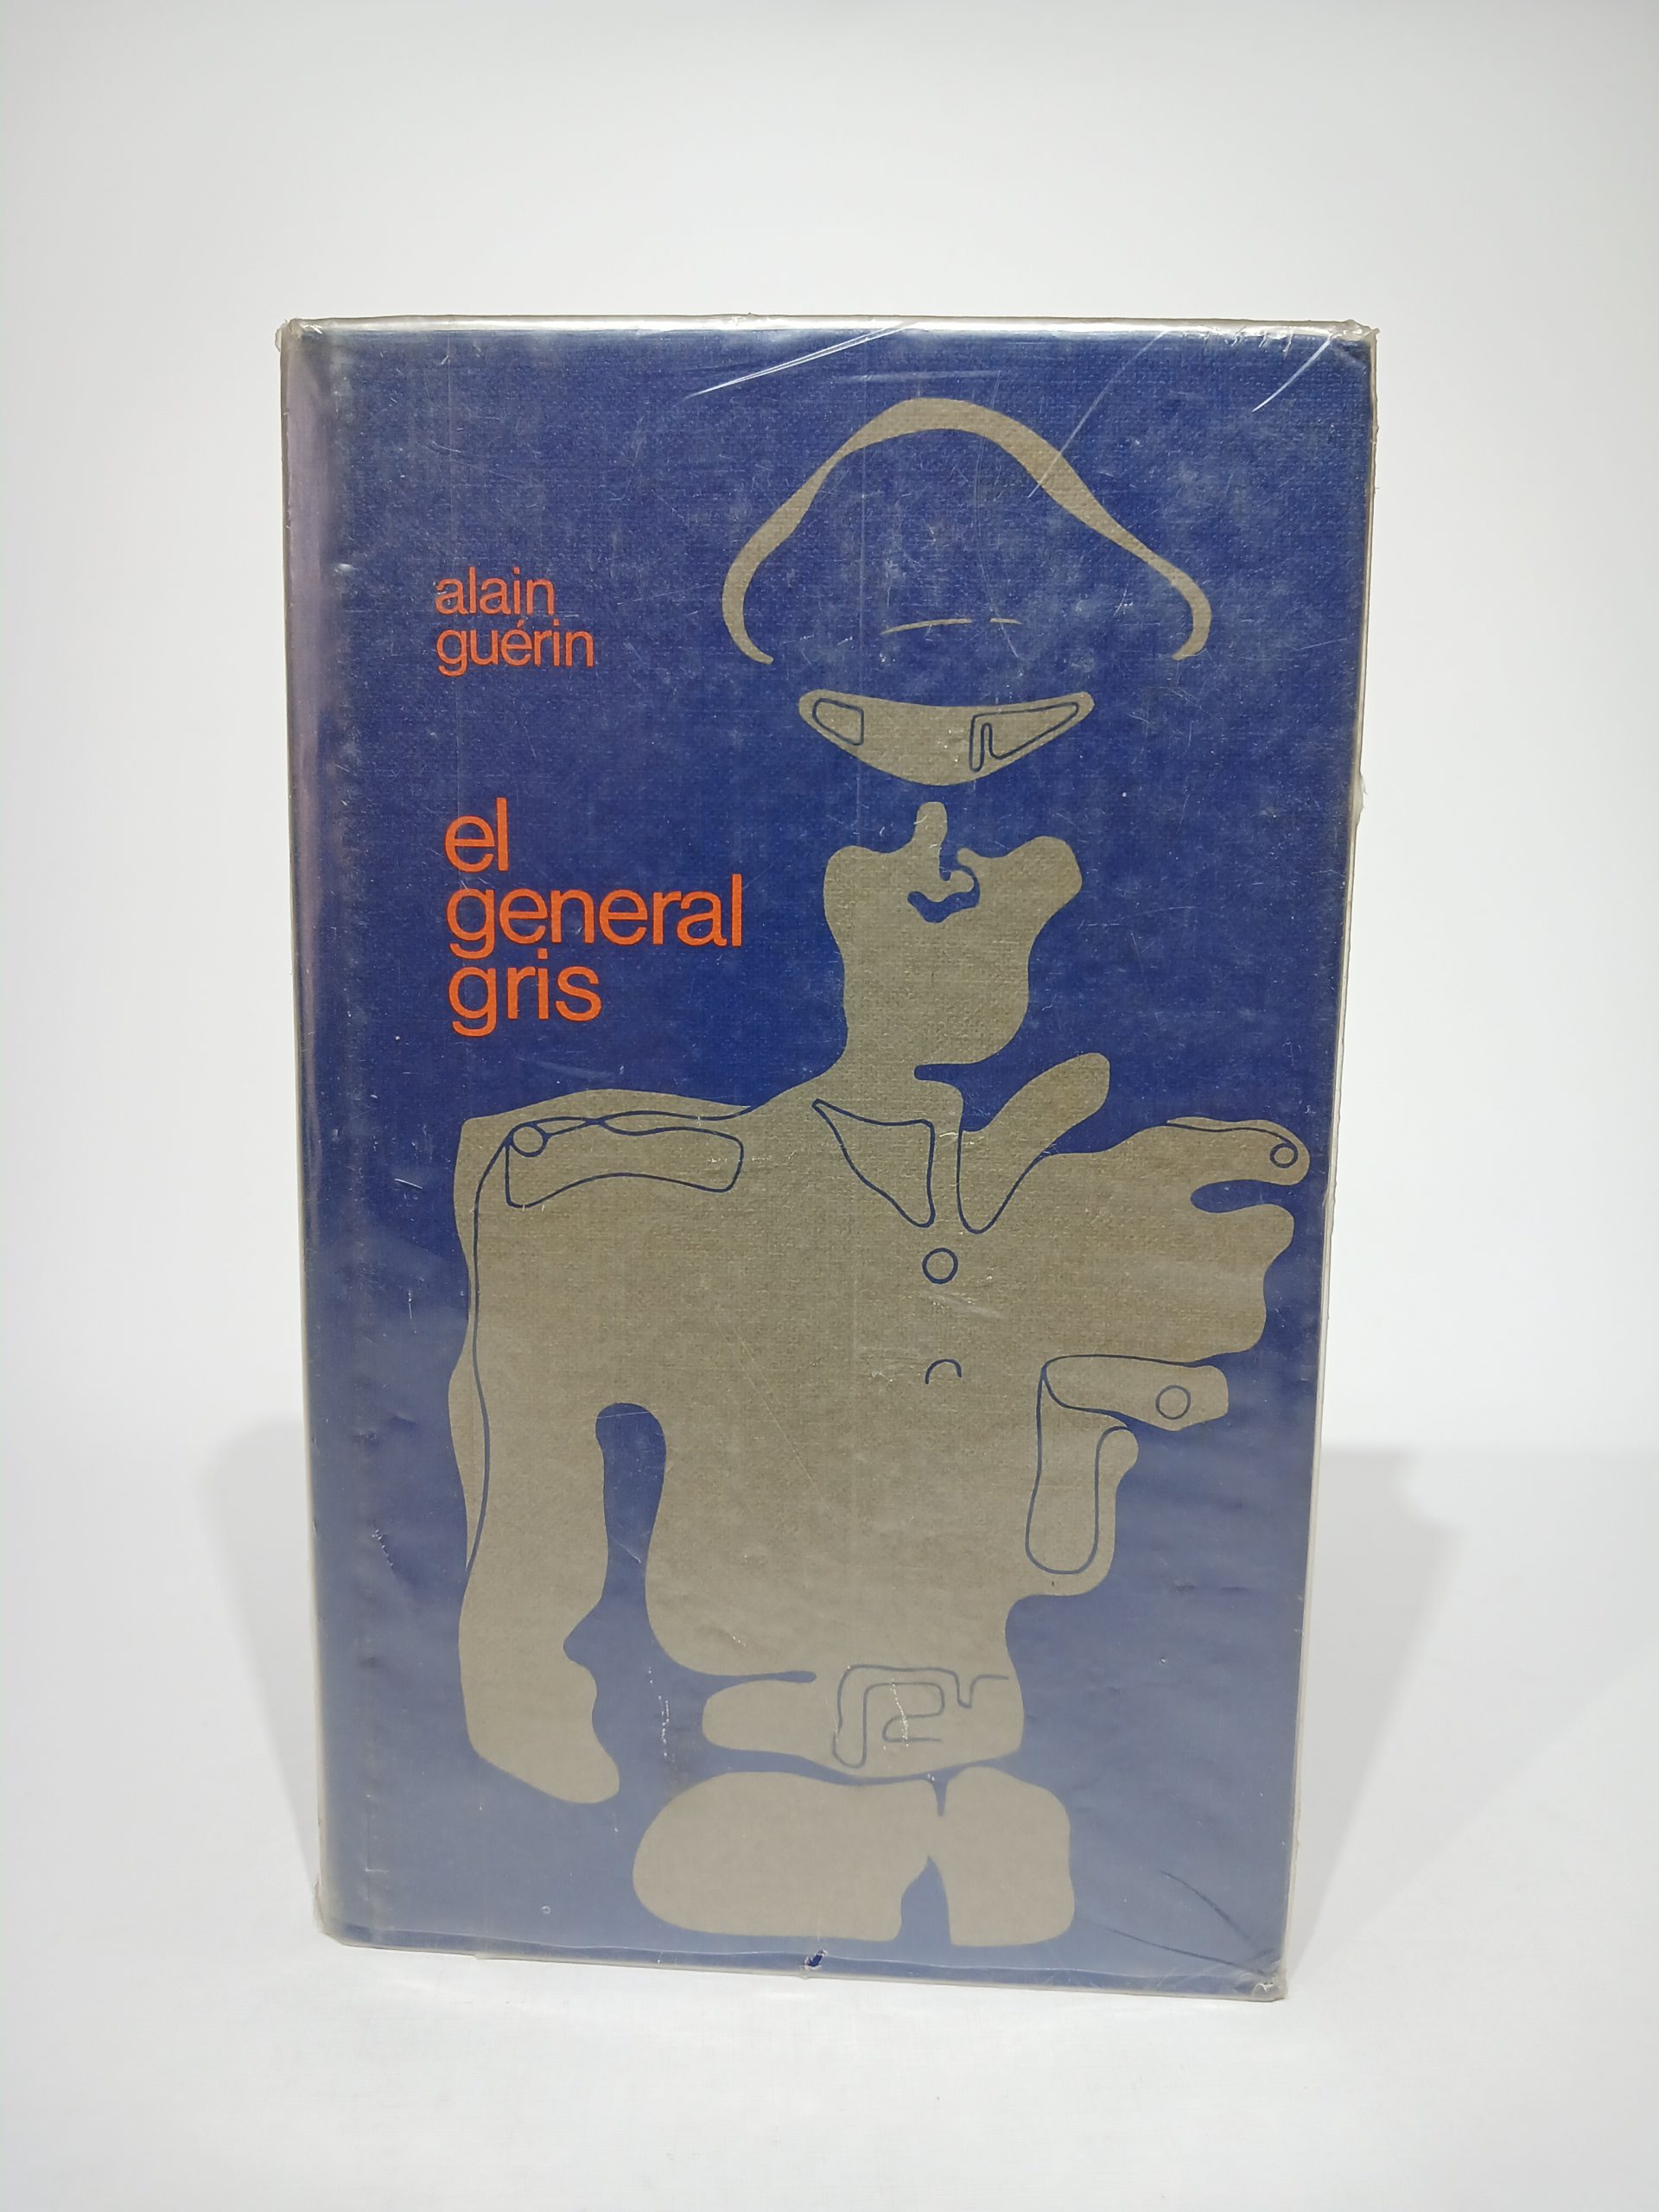 alain
guérin
el
general
gris